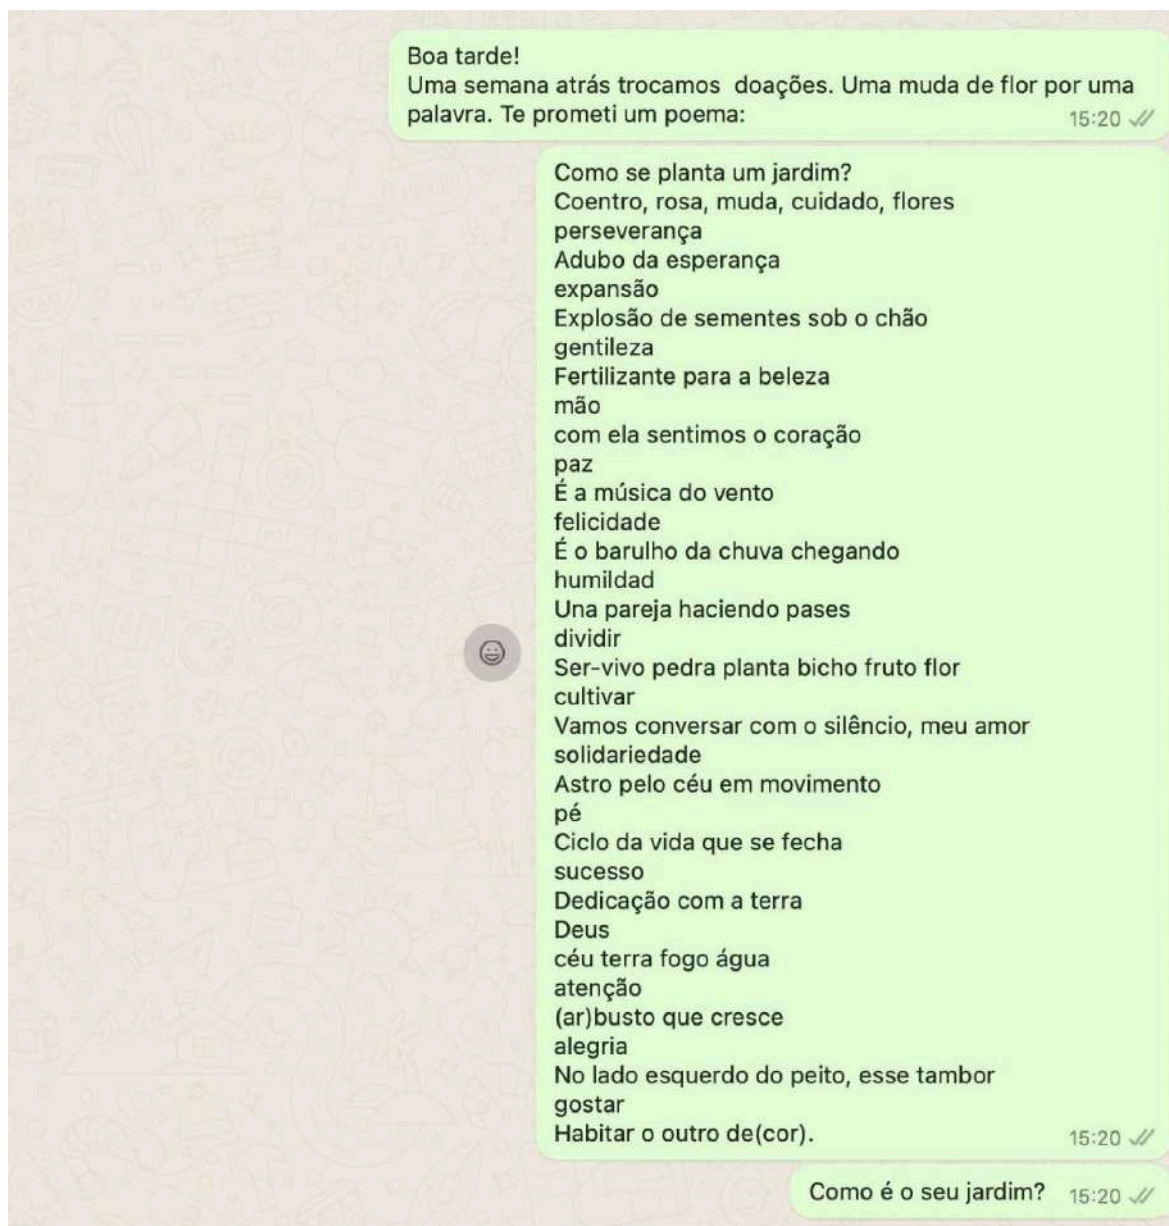 Boa tarde!
Uma semana atrás trocamos doações. Uma muda de flor por uma
palavra. Te prometi um poema:
15:20
Como se planta um jardim?
Coentro, rosa, muda, cuidado, flores
perseverança
Adubo da esperança
expansão
Explosão de sementes sob o chão
gentileza
Fertilizante para a beleza
mão
com ela sentimos o coração
paz
É a música do vento
felicidade
É o barulho da chuva chegando
humildad
Una pareja haciendo pases
dividir
Ser-vivo pedra planta bicho fruto flor
cultivar
Vamos conversar com o silêncio, meu amor
solidariedade
Astro pelo céu em movimento
pé
Ciclo da vida que se fecha
sucesso
Dedicação com a terra
Deus
céu terra fogo água
atenção
(ar)busto que cresce
alegria
No lado esquerdo do peito, esse tambor
gostar
Habitar o outro de(cor).
15:20
Como é o seu jardim?
15:20